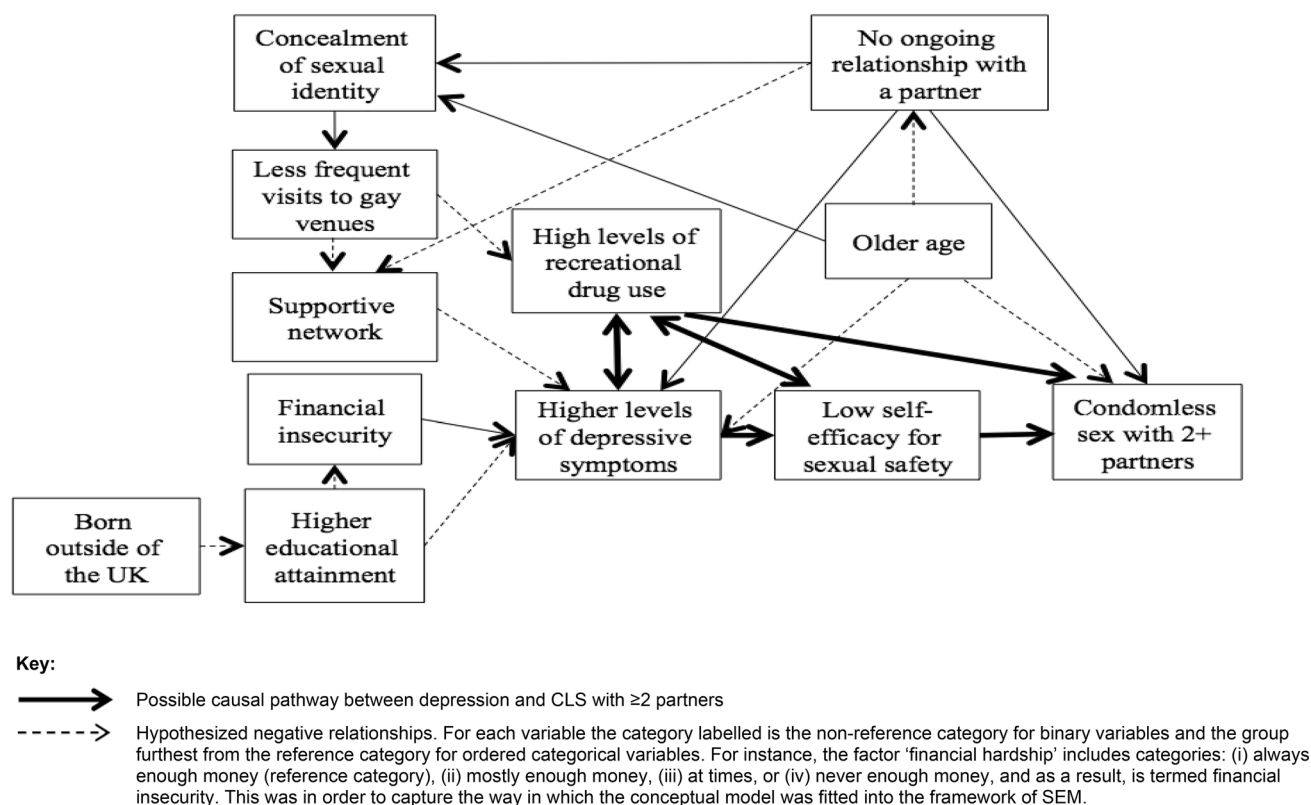 Concealment
of sexual
identity
No ongoing
relationship with
a partner
Less frequent
visits to gay
venues
High levels of
recreational
drug use
Older age
Supportive
network
Financial
insecurity
Higher levels
of depressive
symptoms
Low self-
efficacy for
sexual safety
Condomless
sex with 2+
partners
Born
outside of
the UK
Higher
educational
attainment
Key:
Possible causal pathway between depression and CLS with ≥2 partners
Hypothesized negative relationships. For each variable the category labelled is the non-reference category for binary variables and the group
furthest from the reference category for ordered categorical variables. For instance, the factor ‘financial hardship’ includes categories: (i) always
enough money (reference category), (ii) mostly enough money, (iii) at times, or (iv) never enough money, and as a result, is termed financial
insecurity. This was in order to capture the way in which the conceptual model was fitted into the framework of SEM.